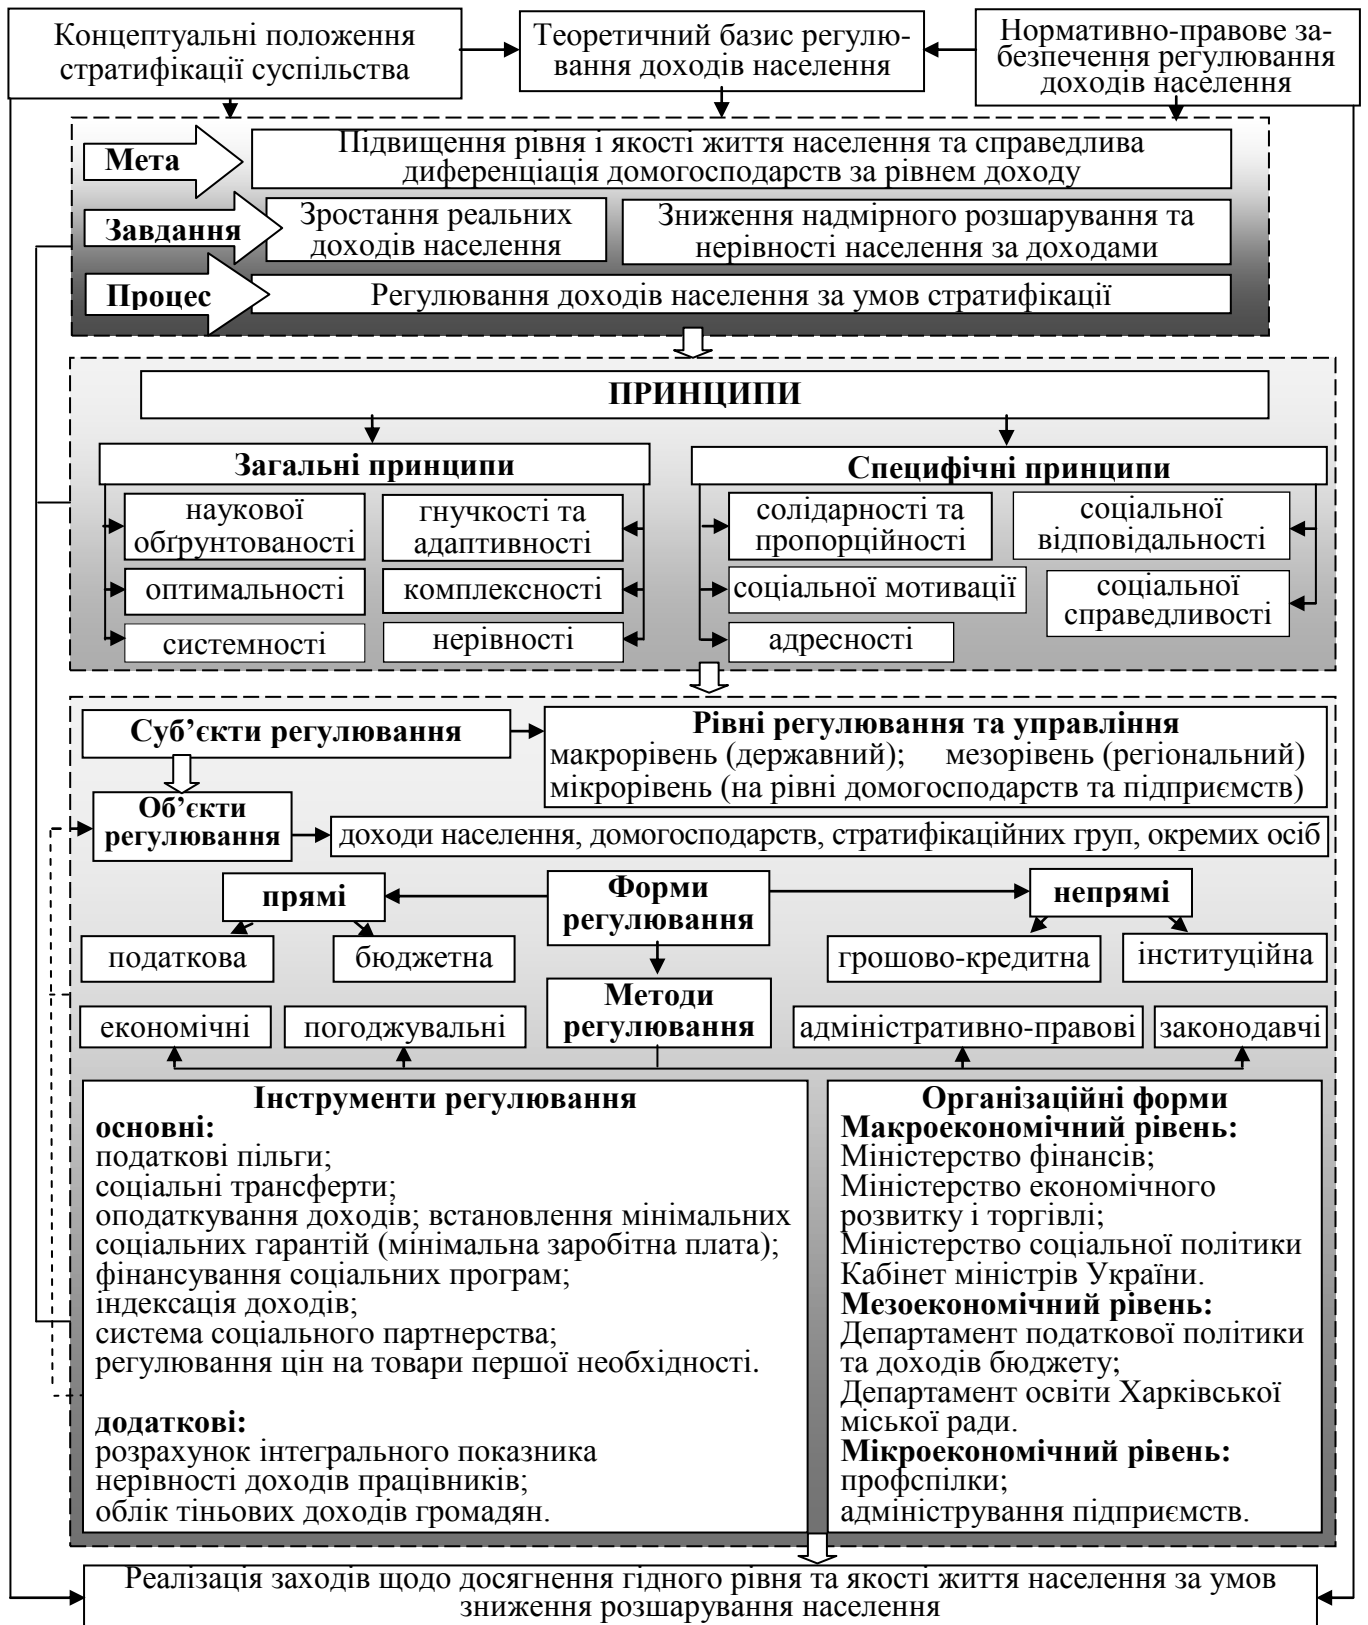 Концептуальні положення
стратифікації суспільства
Теоретичний базис регулю-
вання доходів населення
Нормативно-правове за-
безпечення регулювання
доходів населення
Мета
Підвищення рівня і якості життя населення та справедлива
диференціація домогосподарств за рівнем доходу
Завдання
Зростання реальних
доходів населення
Зниження надмірного розшарування та
нерівності населення за доходами
Процес
Регулювання доходів населення за умов стратифікації
ПРИНЦИПИ
Загальні принципи
наукової
обґрунтованості
гнучкості та
адаптивності
оптимальності
комплексності
системності
нерівності
Специфічні принципи
солідарності та
пропорційності
соціальної
відповідальності
соціальної мотивації
соціальної
справедливості
адресності
Суб’єкти регулювання
Рівні регулювання та управління
макрорівень (державний); мезорівень (регіональний)
мікрорівень (на рівні домогосподарств та підприємств)
Об’єкти
регулювання
доходи населення, домогосподарств, стратифікаційних груп, окремих осіб
прямі
Форми
регулювання
непрямі
податкова
бюджетна
грошово-кредитна
інституційна
Методи
регулювання
економічні
погоджувальні
адміністративно-правові
законодавчі
Інструменти регулювання
основні:
податкові пільги;
соціальні трансферти;
оподаткування доходів; встановлення мінімальних
соціальних гарантій (мінімальна заробітна плата);
фінансування соціальних програм;
індексація доходів;
система соціального партнерства;
регулювання цін на товари першої необхідності.
додаткові:
розрахунок інтегрального показника
нерівності доходів працівників;
облік тіньових доходів громадян.
Організаційні форми
Макроекономічний рівень:
Міністерство фінансів;
Міністерство економічного
розвитку і торгівлі;
Міністерство соціальної політики
Кабінет міністрів України.
Мезоекономічний рівень:
Департамент податкової політики
та доходів бюджету;
Департамент освіти Харківської
міської ради.
Мікроекономічний рівень:
профспілки;
адміністрування підприємств.
Реалізація заходів щодо досягнення гідного рівня та якості життя населення за умов
зниження розшарування населення